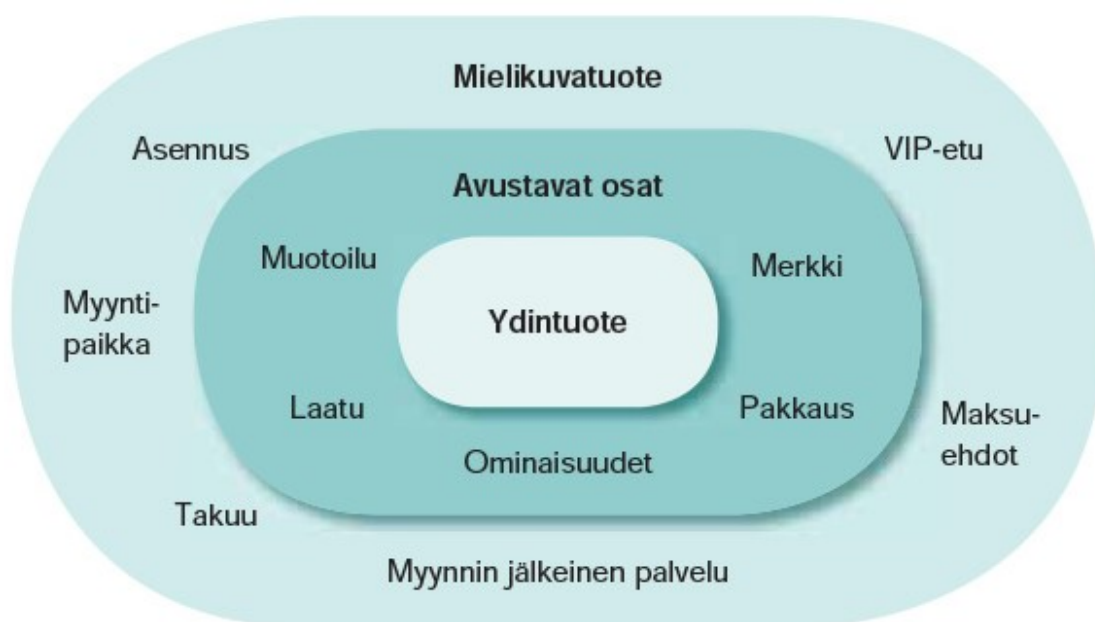 Mielikuvatuote
Asennus
VIP-etu
Avustavat osat
Muotoilu
Merkki
Myynti-
paikka
Ydintuote
Laatu
Pakkaus
Maksu-
ehdot
Ominaisuudet
Takuu
Myynnin jälkeinen palvelu